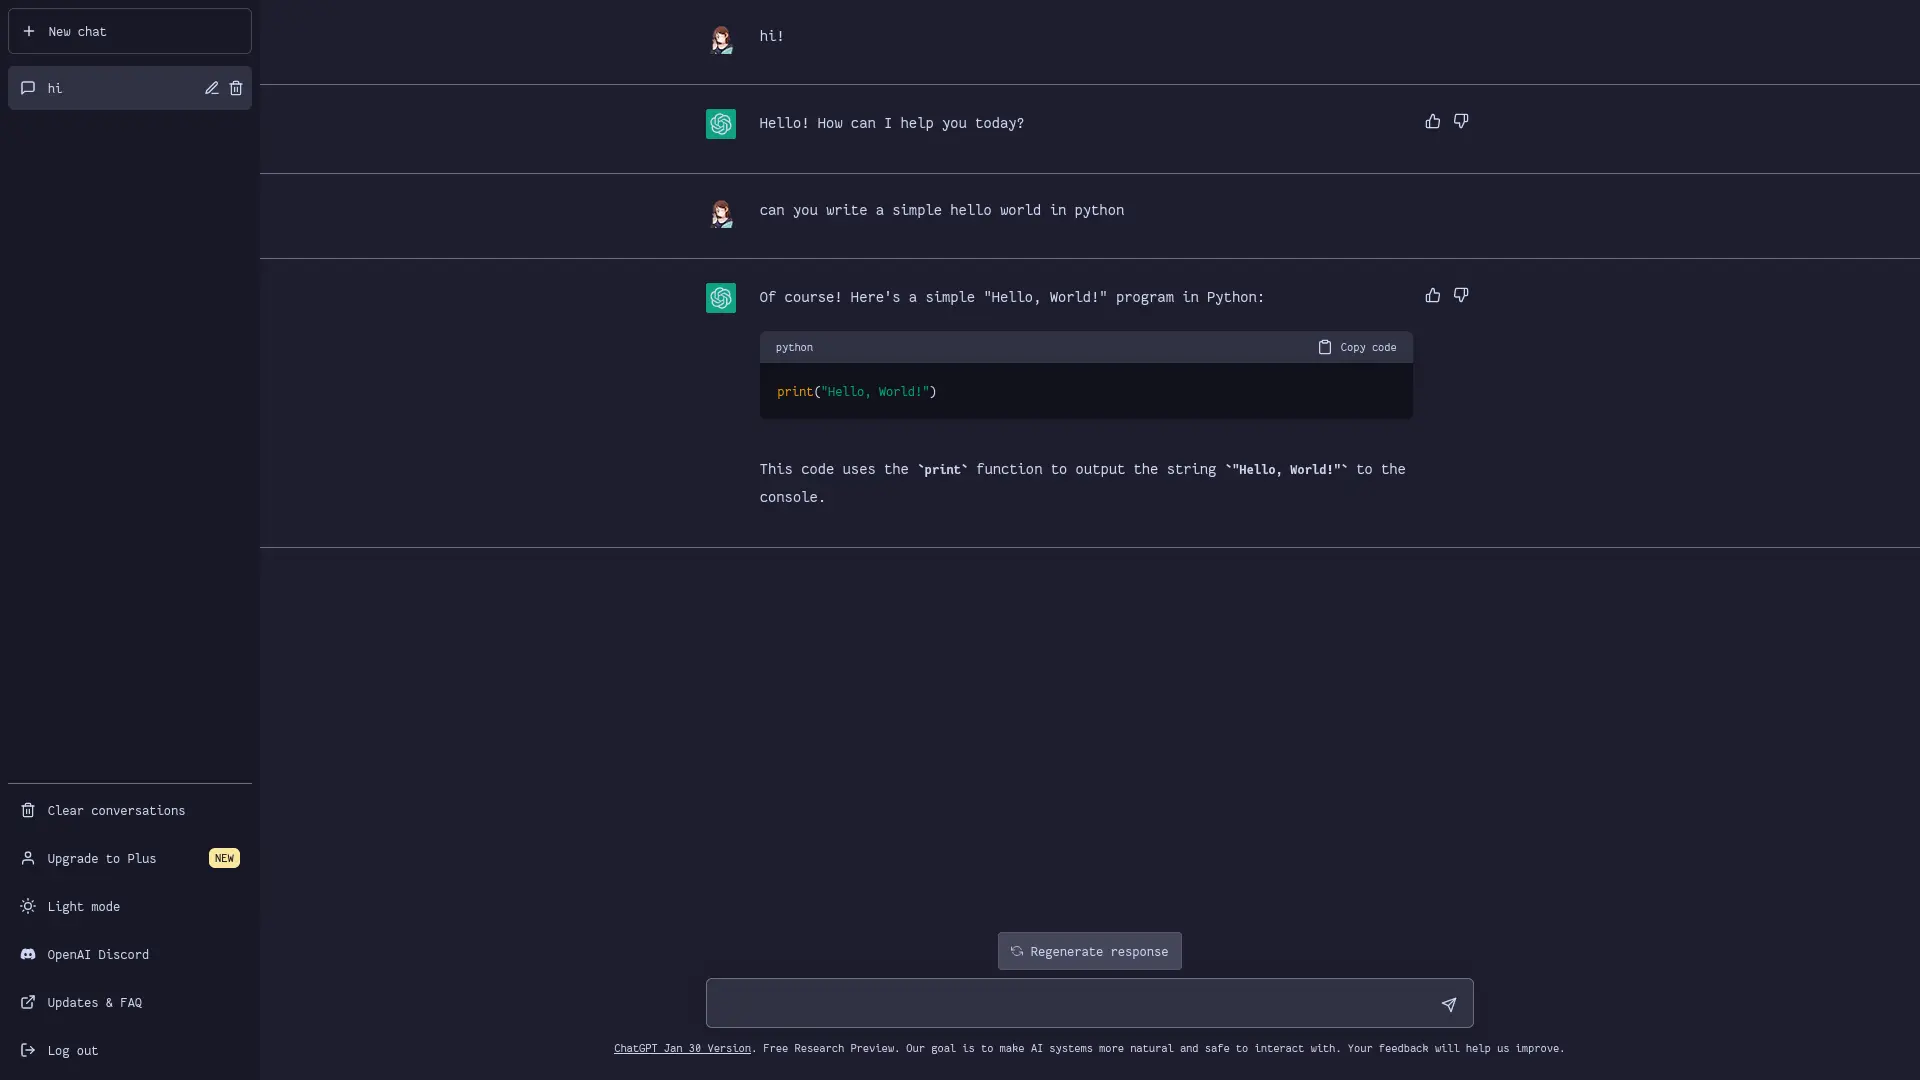 New chat
hi
Clear conversations
Upgrade to Plus NEW
Light mode
OpenAI Discord
Updates & FAQ
Log out
hi!
Hello! How can I help you today?
can you write a simple hello world in python
Of course! Here's a simple "Hello, World!" program in Python:
python Copy code
print("Hello, World!")
This code uses the `print` function to output the string `"Hello, World!"` to the
console.
Regenerate response
ChatGPT Jan 30 Version. Free Research Preview. Our goal is to make AI systems more natural and safe to interact with. Your feedback will help us improve.